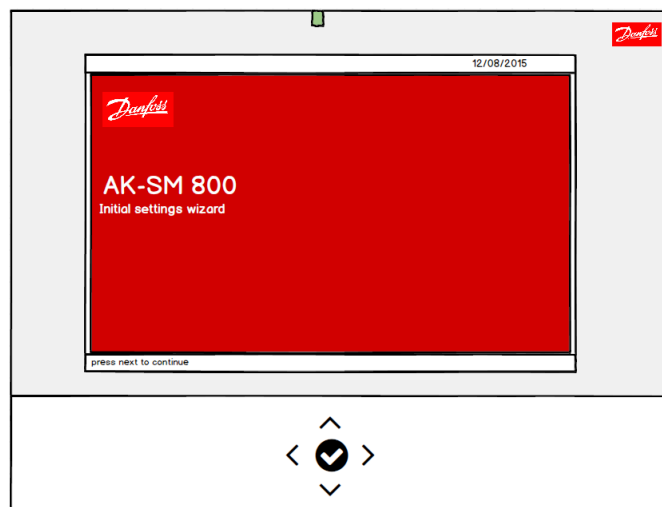 Danfoss
12/08/2015
Danfoss
AK-SM 800
Initial settings wizard
press next to continue